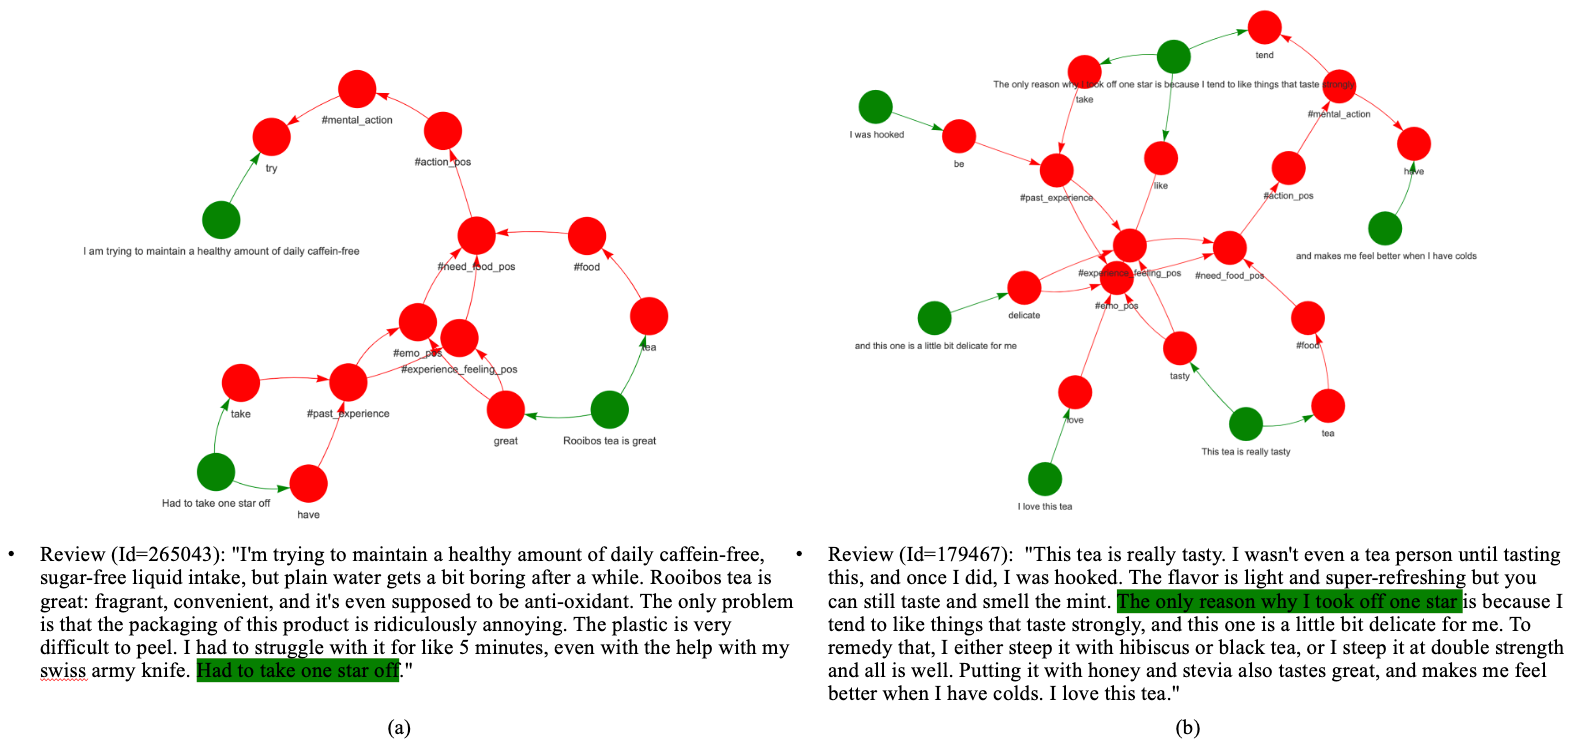 #mental_action
try
#action_pos
I am trying to maintain a healthy amount of daily caffein-free
#need_food_pos
#food
tea
#emo_pos
#experience_feeling_pos
take
#past_experience
great
Rooibos tea is great
Had to take one star off
have
• Review (Id=265043): "I'm trying to maintain a healthy amount of daily caffein-free,
sugar-free liquid intake, but plain water gets a bit boring after a while. Rooibos tea is
great: fragrant, convenient, and it's even supposed to be anti-oxidant. The only problem
is that the packaging of this product is ridiculously annoying. The plastic is very
difficult to peel. I had to struggle with it for like 5 minutes, even with the help with my
swiss army knife. Had to take one star off."
(a)
tend
The only reason why I took off one star is because I tend to like things that taste strongly
take
#mental_action
I was hooked
be
have
#past_experience
like
#action_pos
and makes me feel better when I have colds
#experience_feeling_pos
#need_food_pos
#emo_pos
delicate
and this one is a little bit delicate for me
#food
tasty
love
tea
This tea is really tasty
I love this tea
• Review (Id=179467): "This tea is really tasty. I wasn't even a tea person until tasting
this, and once I did, I was hooked. The flavor is light and super-refreshing but you
can still taste and smell the mint. The only reason why I took off one star is because I
tend to like things that taste strongly, and this one is a little bit delicate for me. To
remedy that, I either steep it with hibiscus or black tea, or I steep it at double strength
and all is well. Putting it with honey and stevia also tastes great, and makes me feel
better when I have colds. I love this tea."
(b)